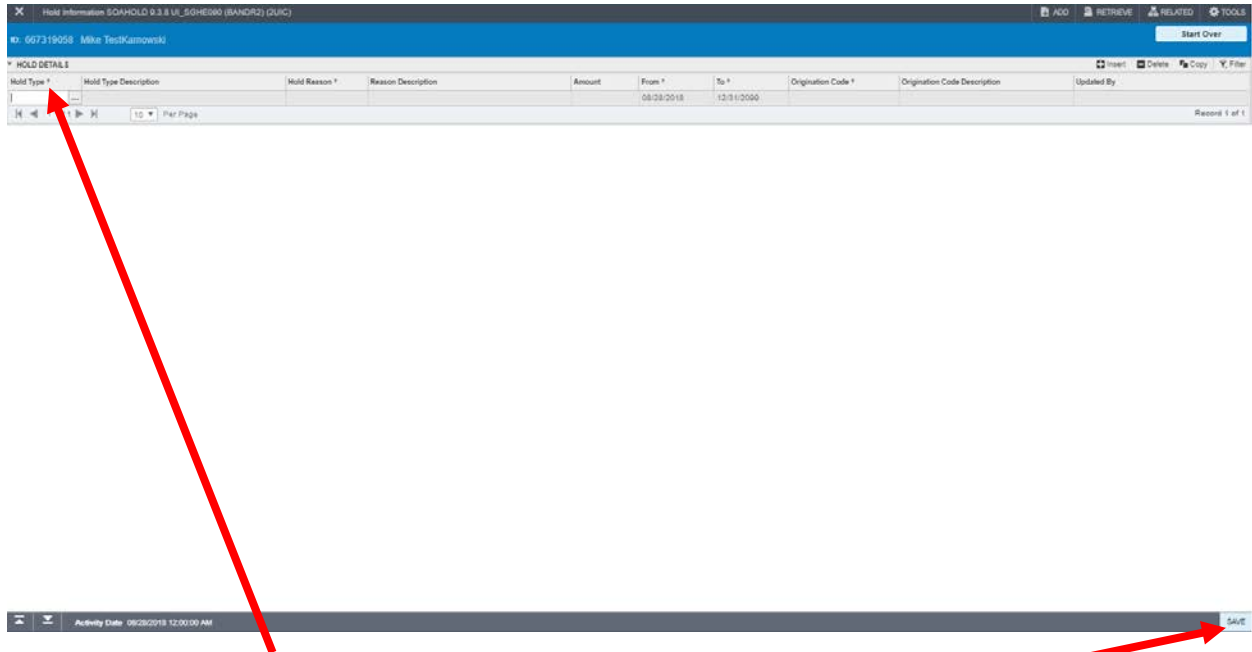 X Hold Information SOAHOLD 9.3.8 UI_SGHE090 (BANDR2) (2UIC) ADD RETRIEVE RELATED TOOLS
ID: 667319058 Mike TestKarnowski Start Over
HOLD DETAILS Insert Delete Copy Filter
Hold Type * Hold Type Description Hold Reason * Reason Description Amount From * To * Origination Code * Origination Code Description Updated By
... 08/28/2018 12/31/2090
1 10 Per Page Record 1 of 1
Activity Date 08/28/2018 12:00:00 AM SAVE